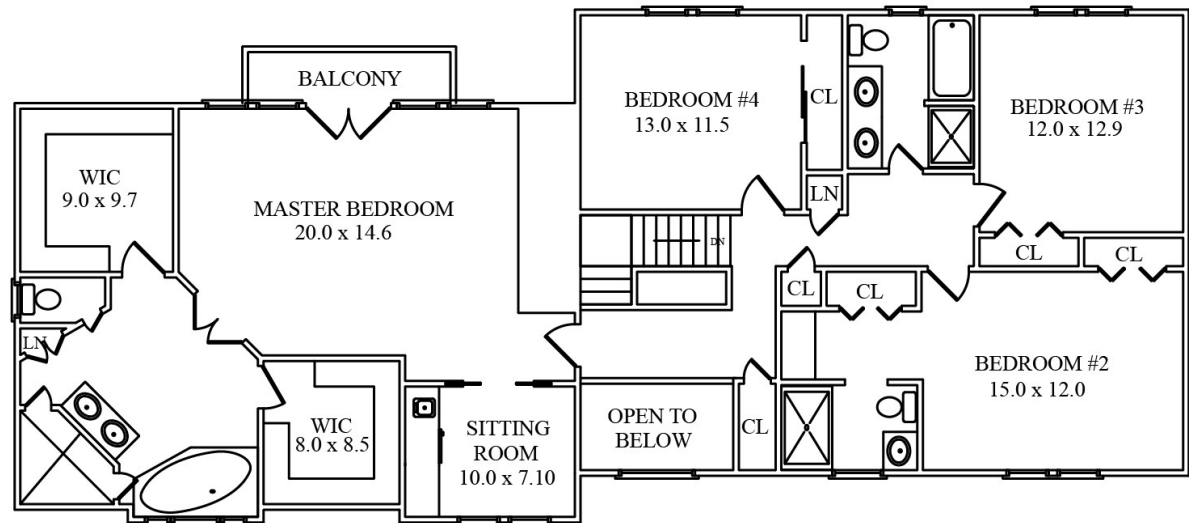 BALCONY
BEDROOM #4
13.0 x 11.5
CL
BEDROOM #3
12.0 x 12.9
WIC
9.0 x 9.7
MASTER BEDROOM
20.0 x 14.6
LN
DN
CL
CL
CL
CL
LN
BEDROOM #2
15.0 x 12.0
WIC
8.0 x 8.5
SITTING
ROOM
10.0 x 7.10
OPEN TO
BELOW
CL